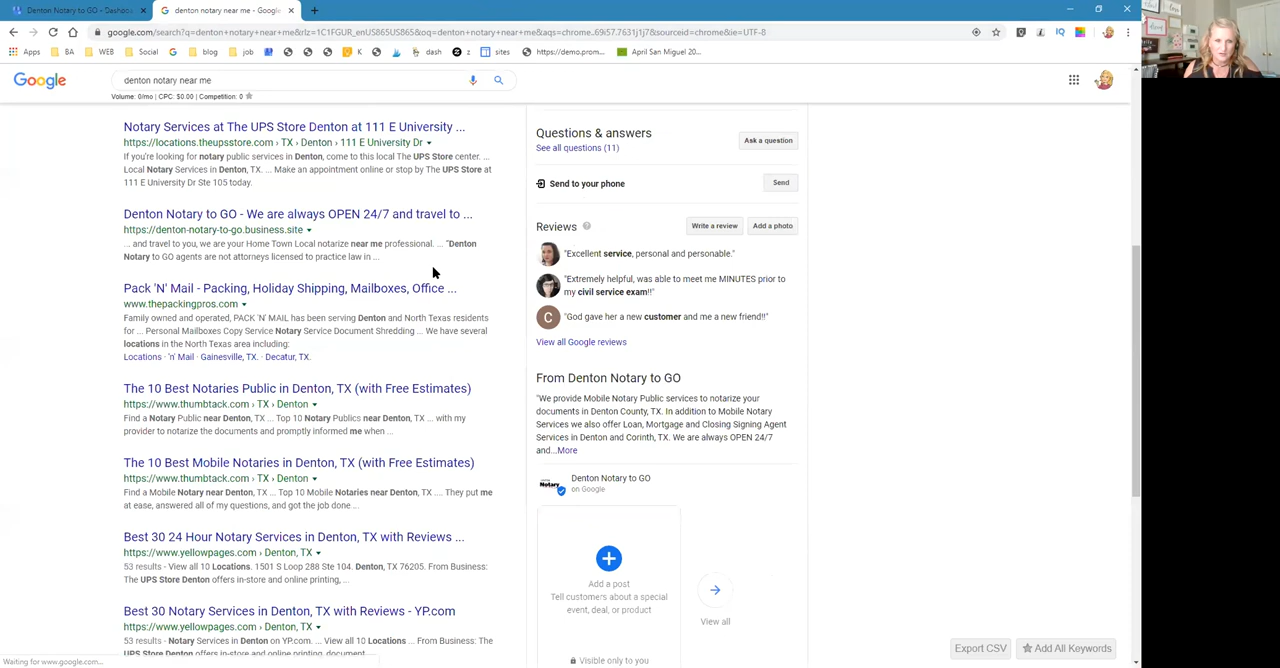 Denton Notary to GO - Dashbo
denton notary near me - Google
google.com/search?q=denton+notary+near+me&rlz=1C1FGUR_enUS865US865&oq=denton+notary+near+me&aqs=chrome..69i57.7631j1j7&sourceid=chrome&ie=UTF-8
Apps
BA
WEB
Social
blog
job
K
dash
z
sites
https://demo.prom...
April San Miguel 20...
Google
denton notary near me
Volume: 0/mo | CPC: $0.00 | Competition: 0
Notary Services at The UPS Store Denton at 111 E University ...
https://locations.theupsstore.com › TX › Denton › 111 E University Dr
If you're looking for notary public services in Denton, come to this local The UPS Store center. ...
Local Notary Services in Denton, TX. ... Make an appointment online or stop by The UPS Store at
111 E University Dr Ste 105 today.
Denton Notary to GO - We are always OPEN 24/7 and travel to ...
https://denton-notary-to-go.business.site
... and travel to you, we are your Home Town Local notarize near me professional. ... "Denton
Notary to GO agents are not attorneys licensed to practice law in ...
Pack 'N' Mail - Packing, Holiday Shipping, Mailboxes, Office ...
www.thepackingpros.com
Family owned and operated, PACK 'N' MAIL has been serving Denton and North Texas residents
for ... Personal Mailboxes Copy Service Notary Service Document Shredding ... We have several
locations in the North Texas area including:
Locations · 'n' Mail · Gainesville, TX. · Decatur, TX.
The 10 Best Notaries Public in Denton, TX (with Free Estimates)
https://www.thumbtack.com › TX › Denton
Find a Notary Public near Denton, TX ... Top 10 Notary Publics near Denton, TX ... with my
provider to notarize the documents and promptly informed me when ...
The 10 Best Mobile Notaries in Denton, TX (with Free Estimates)
https://www.thumbtack.com › TX › Denton
Find a Mobile Notary near Denton, TX ... Top 10 Mobile Notaries near Denton, TX .... They put me
at ease, answered all of my questions, and got the job done ...
Best 30 24 Hour Notary Services in Denton, TX with Reviews ...
https://www.yellowpages.com › Denton, TX
53 results - View all 10 Locations. 1501 S Loop 288 Ste 104. Denton, TX 76205. From Business:
The UPS Store Denton offers in-store and online printing, ...
Best 30 Notary Services in Denton, TX with Reviews - YP.com
https://www.yellowpages.com › Denton, TX
53 results - Notary Services in Denton on YP.com. ... View all 10 Locations ... From Business: The
UPS Store Denton offers in-store and online printing, ...
Waiting for www.google.com...
Questions & answers
Ask a question
See all questions (11)
Send to your phone
Send
Reviews
Write a review
Add a photo
"Excellent service, personal and personable."
"Extremely helpful, was able to meet me MINUTES prior to
my civil service exam!!"
C
"God gave her a new customer and me a new friend!!"
View all Google reviews
From Denton Notary to GO
"We provide Mobile Notary Public services to notarize your
documents in Denton County, TX. In addition to Mobile Notary
Services we also offer Loan, Mortgage and Closing Signing Agent
Services in Denton and Corinth, TX. We are always OPEN 24/7
and...More
Notary
Denton Notary to GO
on Google
Add a post
Tell customers about a special
event, deal, or product
View all
Visible only to you
Export CSV
Add All Keywords